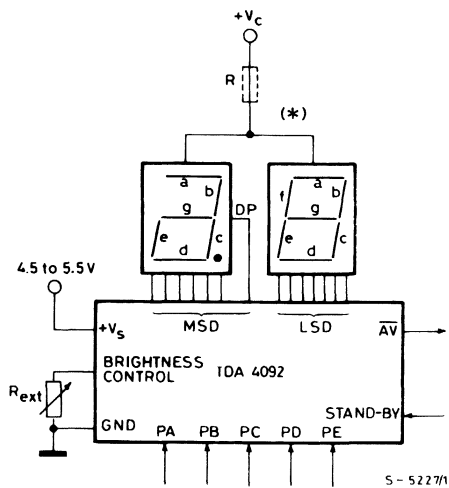 +Vc
R
(*)
a
b
g
e
d
c
DP
a
f
b
g
e
d
c
4.5 to 5.5 V
+Vs
MSD
LSD
AV
BRIGHTNESS
CONTROL
TDA 4092
Rext
STAND-BY
GND
PA PB PC PD PE
S - 5227/1